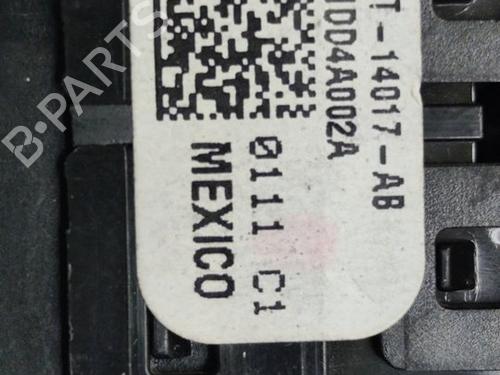 T-14017-AB
DD4A002A
0111 C1
MEXICO
B-PARTS